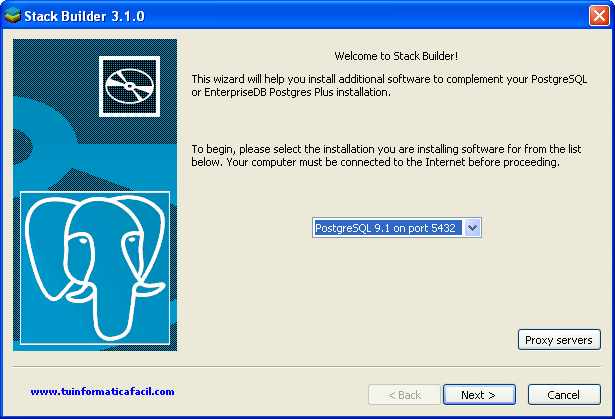 Stack Builder 3.1.0
Welcome to Stack Builder!
This wizard will help you install additional software to complement your PostgreSQL
or EnterpriseDB Postgres Plus installation.
To begin, please select the installation you are installing software for from the list
below. Your computer must be connected to the Internet before proceeding.
PostgreSQL 9.1 on port 5432
Proxy servers
www.tuinformaticafacil.com
< Back
Next >
Cancel